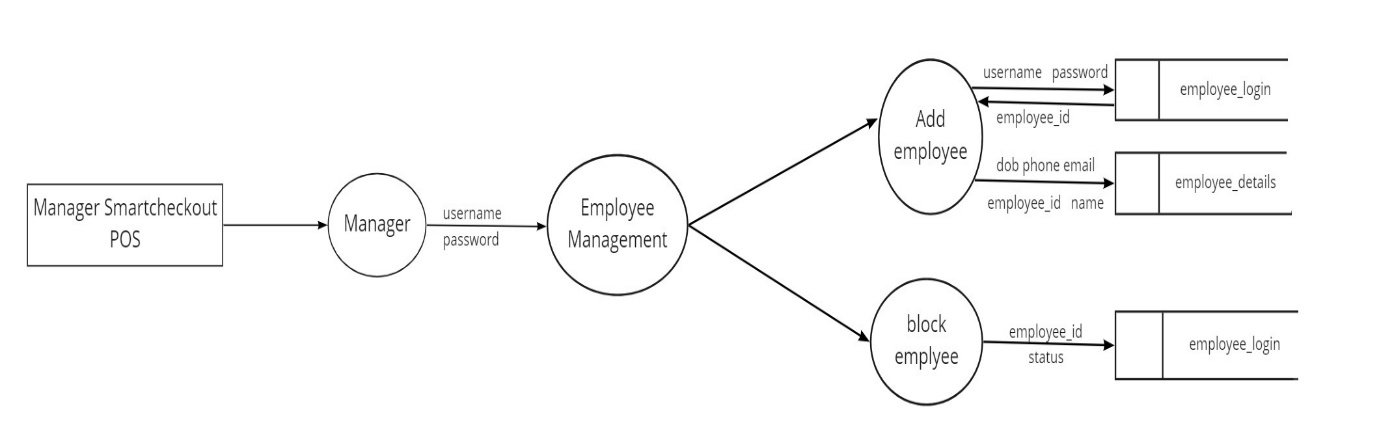 Manager Smartcheckout
POS
Manager
username
password
Employee
Management
Add
employee
username password
employee_id
employee_login
dob phone email
employee_id name
employee_details
block
emplyee
employee_id
status
employee_login